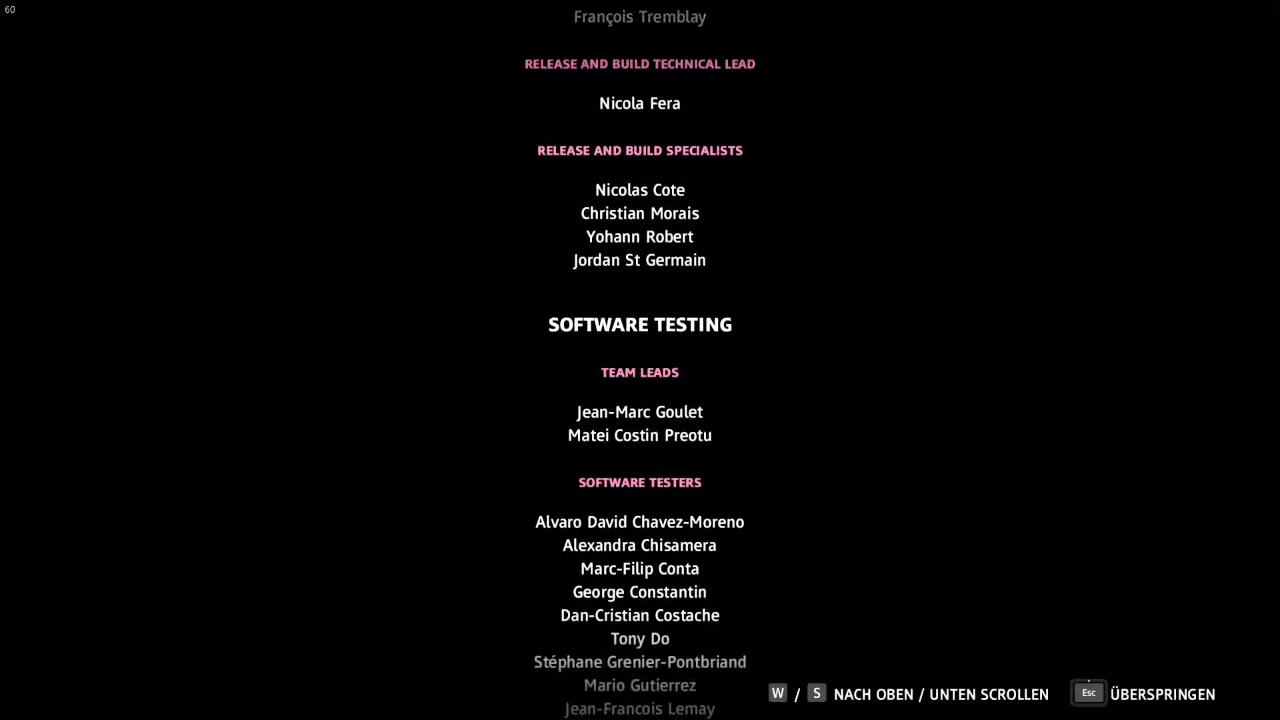 60
François Tremblay
RELEASE AND BUILD TECHNICAL LEAD
Nicola Fera
RELEASE AND BUILD SPECIALISTS
Nicolas Cote
Christian Morais
Yohann Robert
Jordan St Germain
SOFTWARE TESTING
TEAM LEADS
Jean-Marc Goulet
Matei Costin Preotu
SOFTWARE TESTERS
Alvaro David Chavez-Moreno
Alexandra Chisamera
Marc-Filip Conta
George Constantin
Dan-Cristian Costache
Tony Do
Stéphane Grenier-Pontbriand
Mario Gutierrez
Jean-Francois Lemay
W / S NACH OBEN / UNTEN SCROLLEN Esc ÜBERSPRINGEN